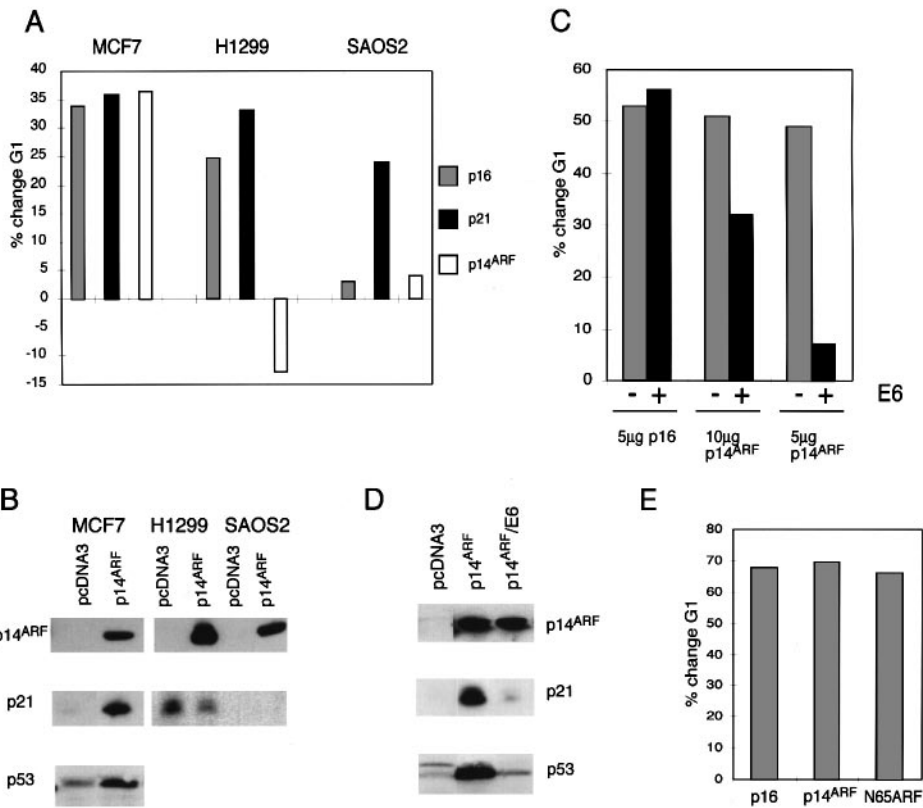 A
MCF7 H1299 SAOS2
% change G1
40
35
30
25
20
15
10
5
0
-5
-10
-15
p16
p21
p14ARF
C
% change G1
60
50
40
30
20
10
0
- + - + - + E6
5µg p16 10µg p14ARF 5µg p14ARF
B
MCF7 H1299 SAOS2
pcDNA3 p14ARF pcDNA3 p14ARF pcDNA3 p14ARF
p14ARF
p21
p53
D
pcDNA3 p14ARF p14ARF/E6
p14ARF
p21
p53
E
% change G1
80
70
60
50
40
30
20
10
0
p16 p14ARF N65ARF